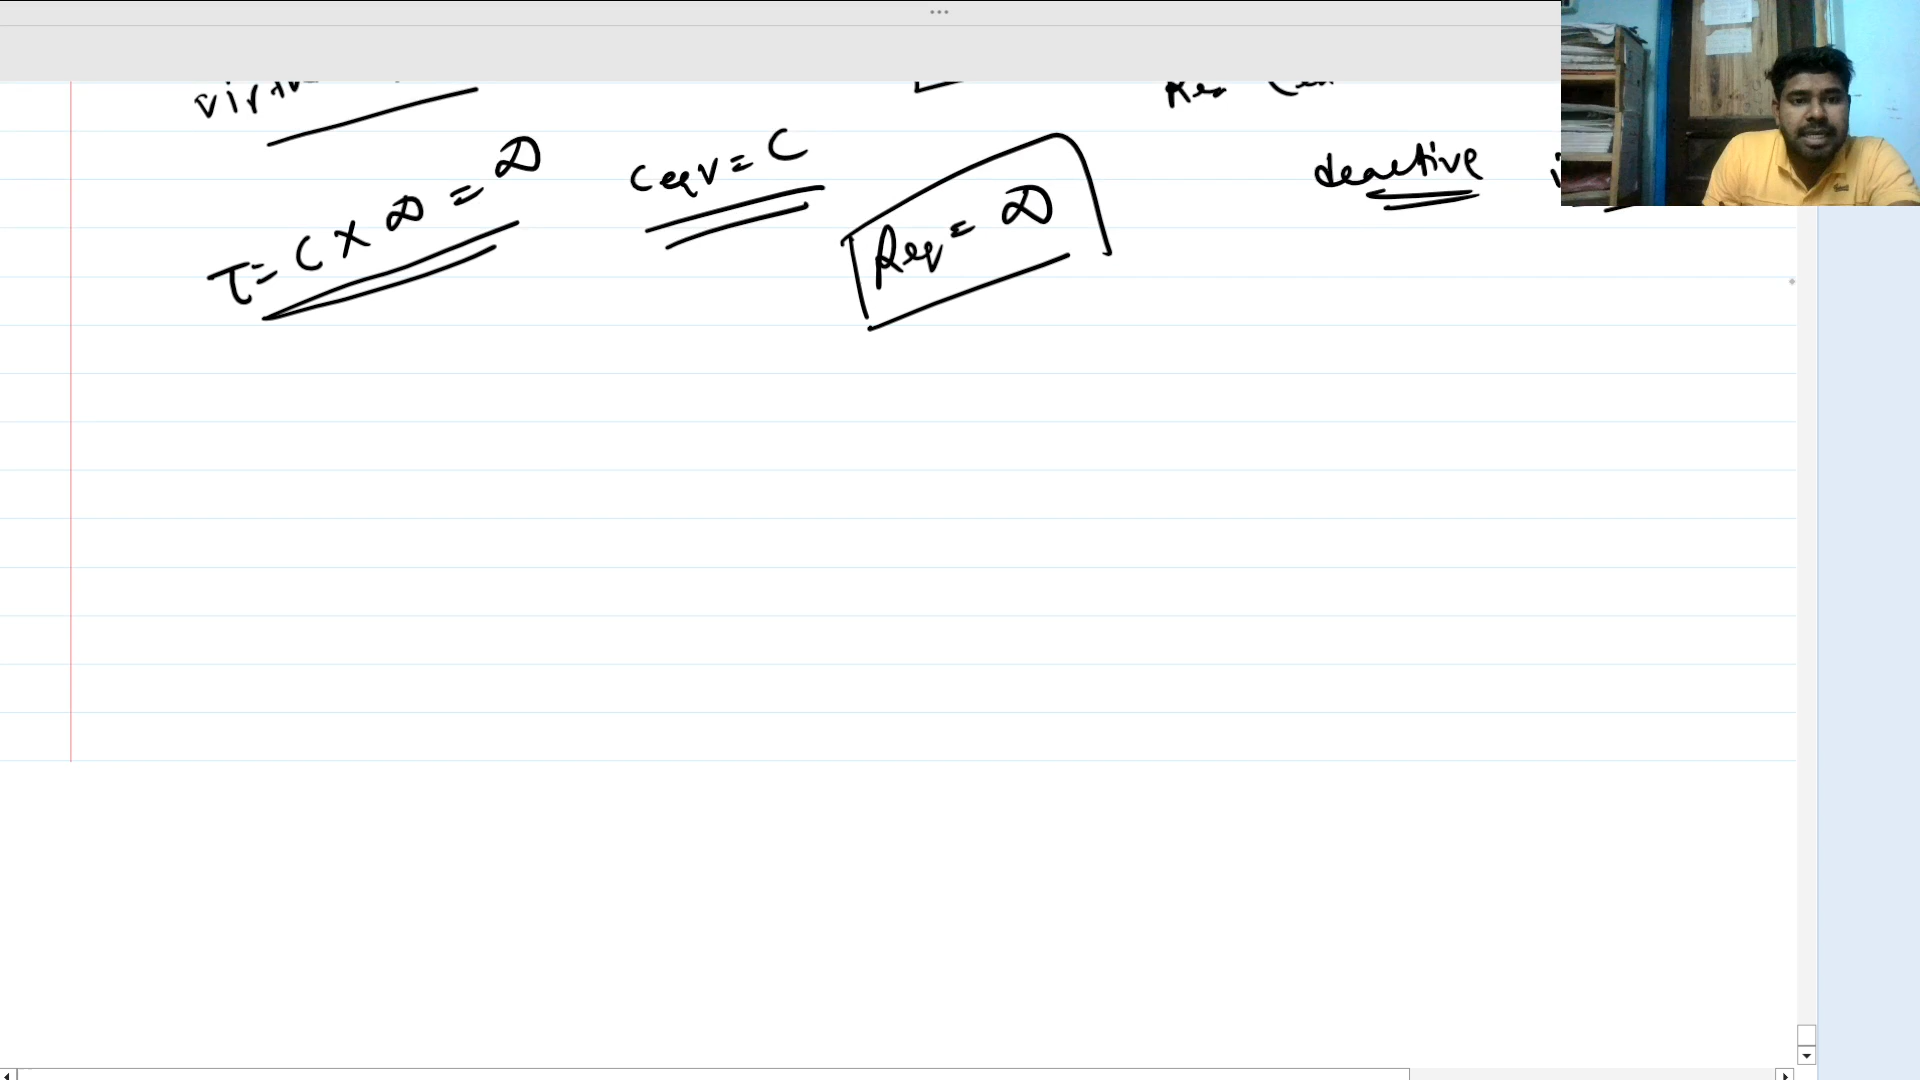 deactive
Ceqv = C
τ = C × ∞ = ∞
Req = ∞